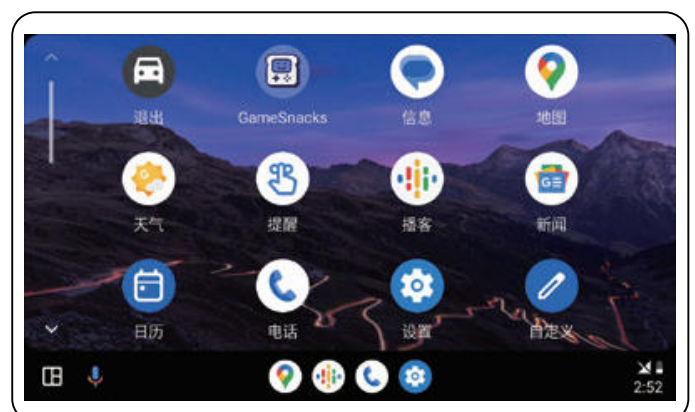 退出 GameSnacks 信息 地图
天气 提醒 播客 新闻
日历 电话 设置 自定义
2:52